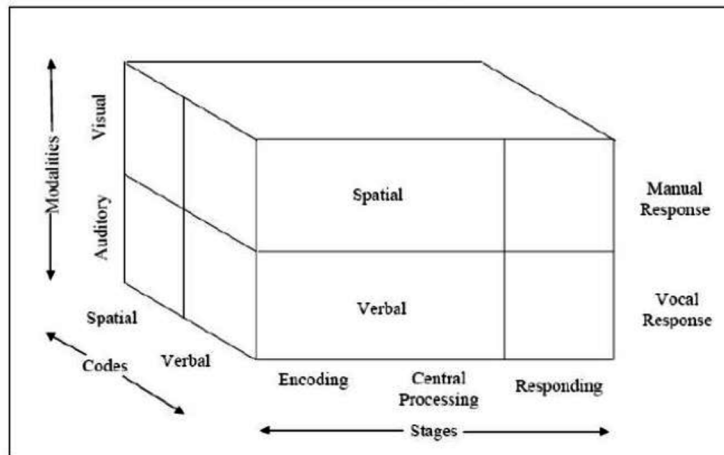 Modalities
Visual
Auditory
Spatial
Verbal
Codes
Spatial
Verbal
Encoding
Central
Processing
Responding
Stages
Manual
Response
Vocal
Response